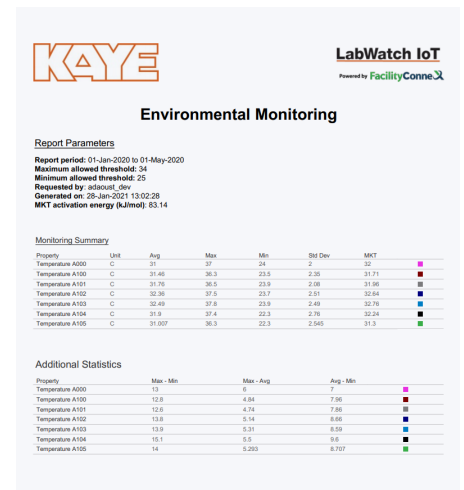 KAYE
LabWatch IoT
Powered by FacilityConneX
Environmental Monitoring
Report Parameters
Report period: 01-Jan-2020 to 01-May-2020
Maximum allowed threshold: 34
Minimum allowed threshold: 25
Requested by: adaoust_dev
Generated on: 28-Jan-2021 13:02:28
MKT activation energy (kJ/mol): 83.14
Monitoring Summary
Property Unit Avg Max Min Std Dev MKT
Temperature A000 C 31 37 24 2 32
Temperature A100 C 31.46 36.3 23.5 2.35 31.71
Temperature A101 C 31.76 36.5 23.9 2.08 31.96
Temperature A102 C 32.36 37.5 23.7 2.51 32.64
Temperature A103 C 32.49 37.8 23.9 2.49 32.76
Temperature A104 C 31.9 37.4 22.3 2.76 32.24
Temperature A105 C 31.007 36.3 22.3 2.545 31.3
Additional Statistics
Property Max - Min Max - Avg Avg - Min
Temperature A000 13 6 7
Temperature A100 12.8 4.84 7.96
Temperature A101 12.6 4.74 7.86
Temperature A102 13.8 5.14 8.66
Temperature A103 13.9 5.31 8.59
Temperature A104 15.1 5.5 9.6
Temperature A105 14 5.293 8.707